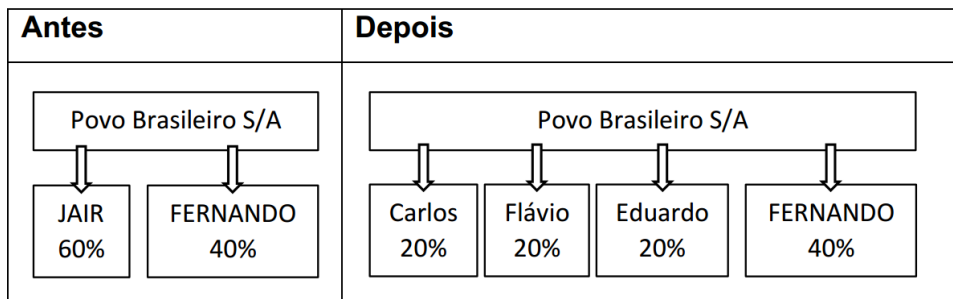 Antes
Depois
Povo Brasileiro S/A
JAIR
60%
FERNANDO
40%
Povo Brasileiro S/A
Carlos
20%
Flávio
20%
Eduardo
20%
FERNANDO
40%